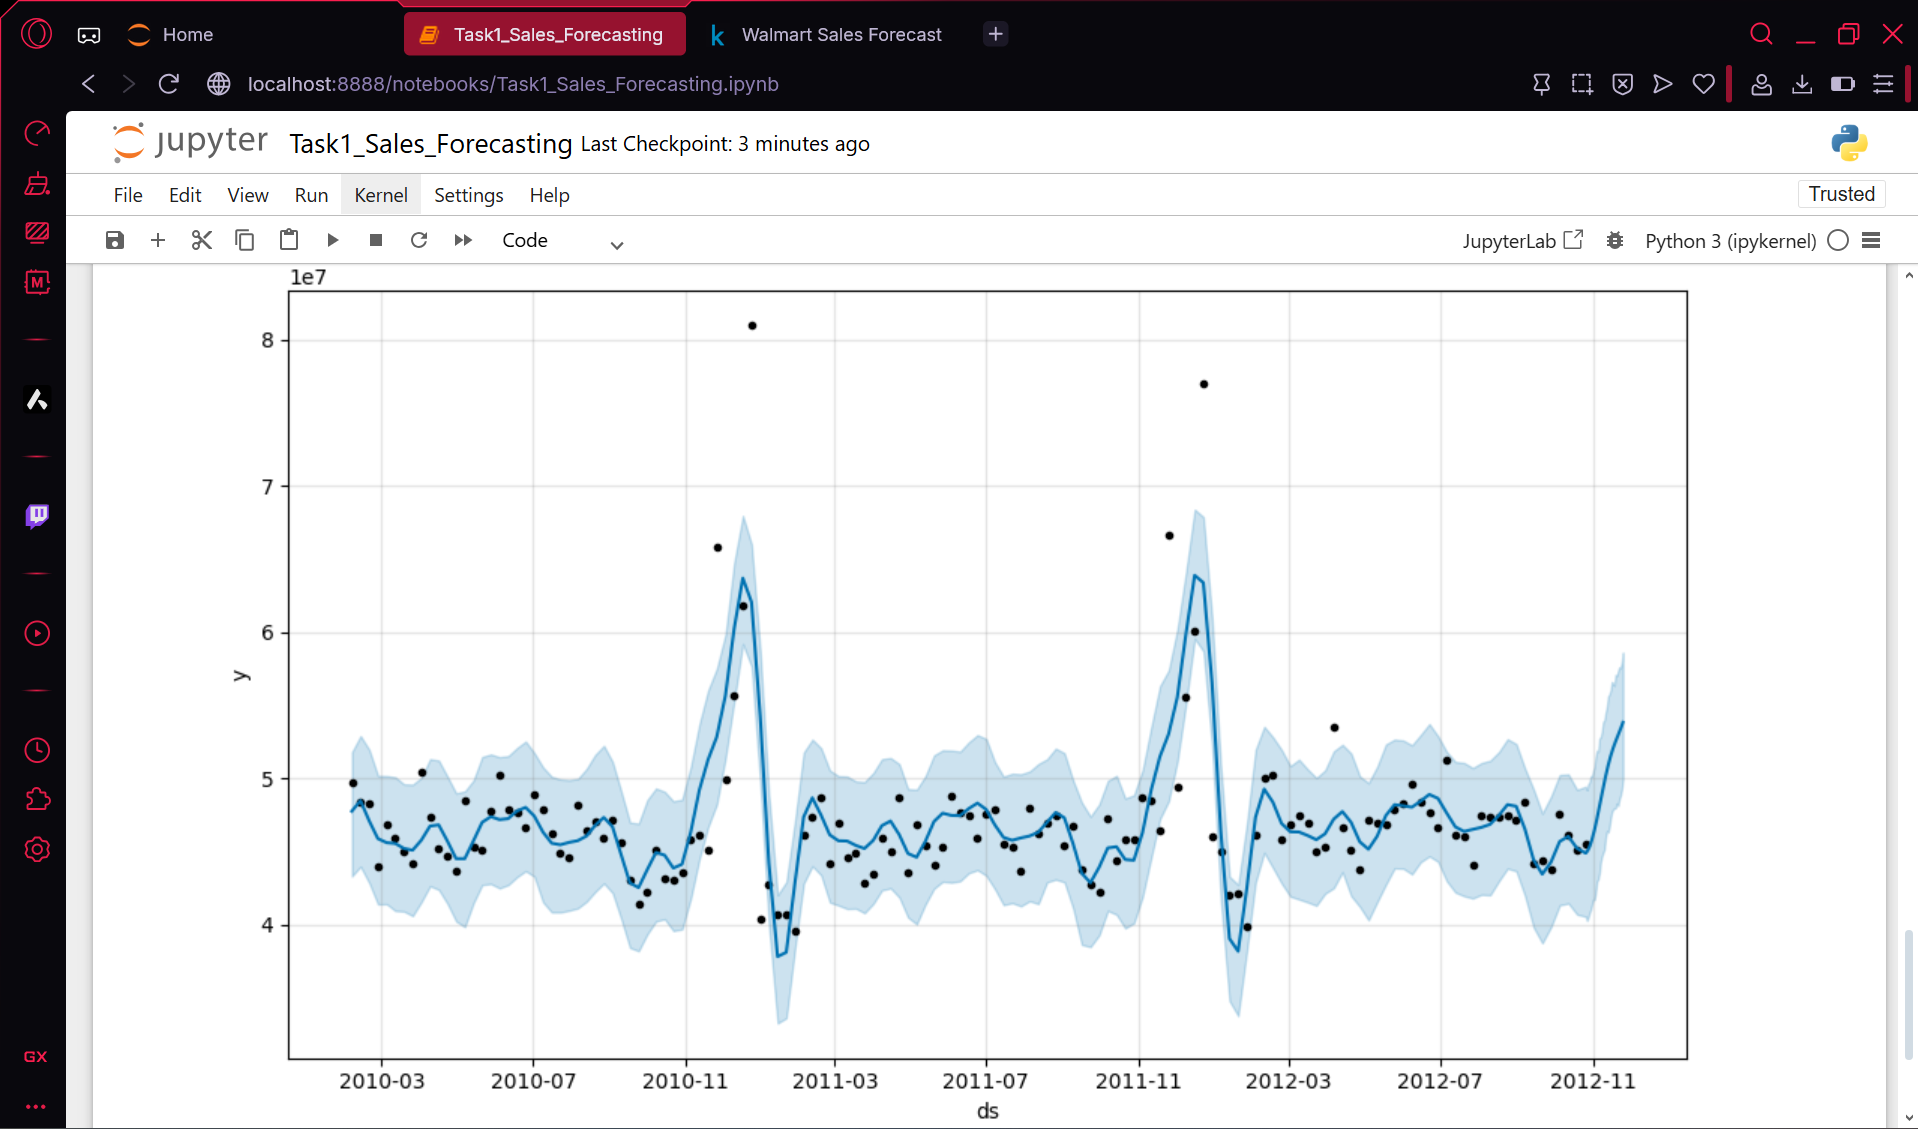 Home
Task1_Sales_Forecasting
Walmart Sales Forecast
localhost:8888/notebooks/Task1_Sales_Forecasting.ipynb
jupyter Task1_Sales_Forecasting Last Checkpoint: 3 minutes ago
File Edit View Run Kernel Settings Help
Trusted
Code
JupyterLab
Python 3 (ipykernel)
M
GX
1e7
8
7
6
5
4
y
2010-03 2010-07 2010-11 2011-03 2011-07 2011-11 2012-03 2012-07 2012-11
ds